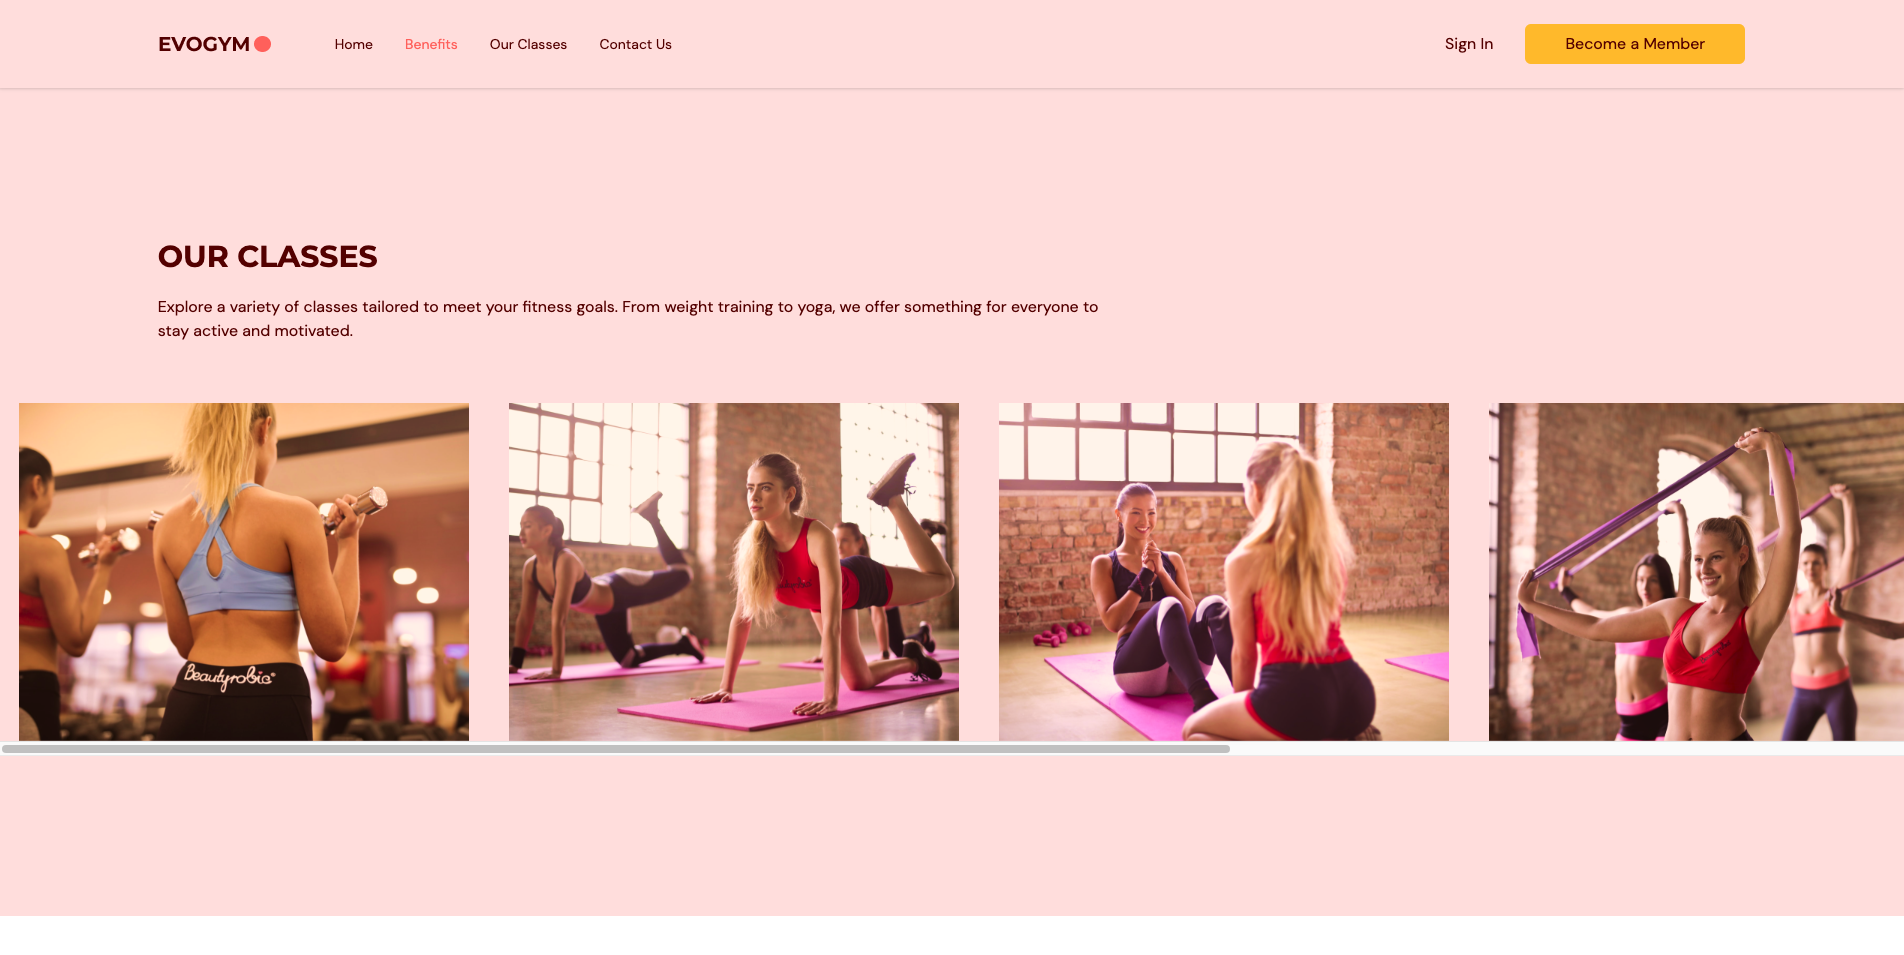 EVOGYM
Home
Benefits
Our Classes
Contact Us
Sign In
Become a Member
OUR CLASSES
Explore a variety of classes tailored to meet your fitness goals. From weight training to yoga, we offer something for everyone to
stay active and motivated.
Beautyrobic®